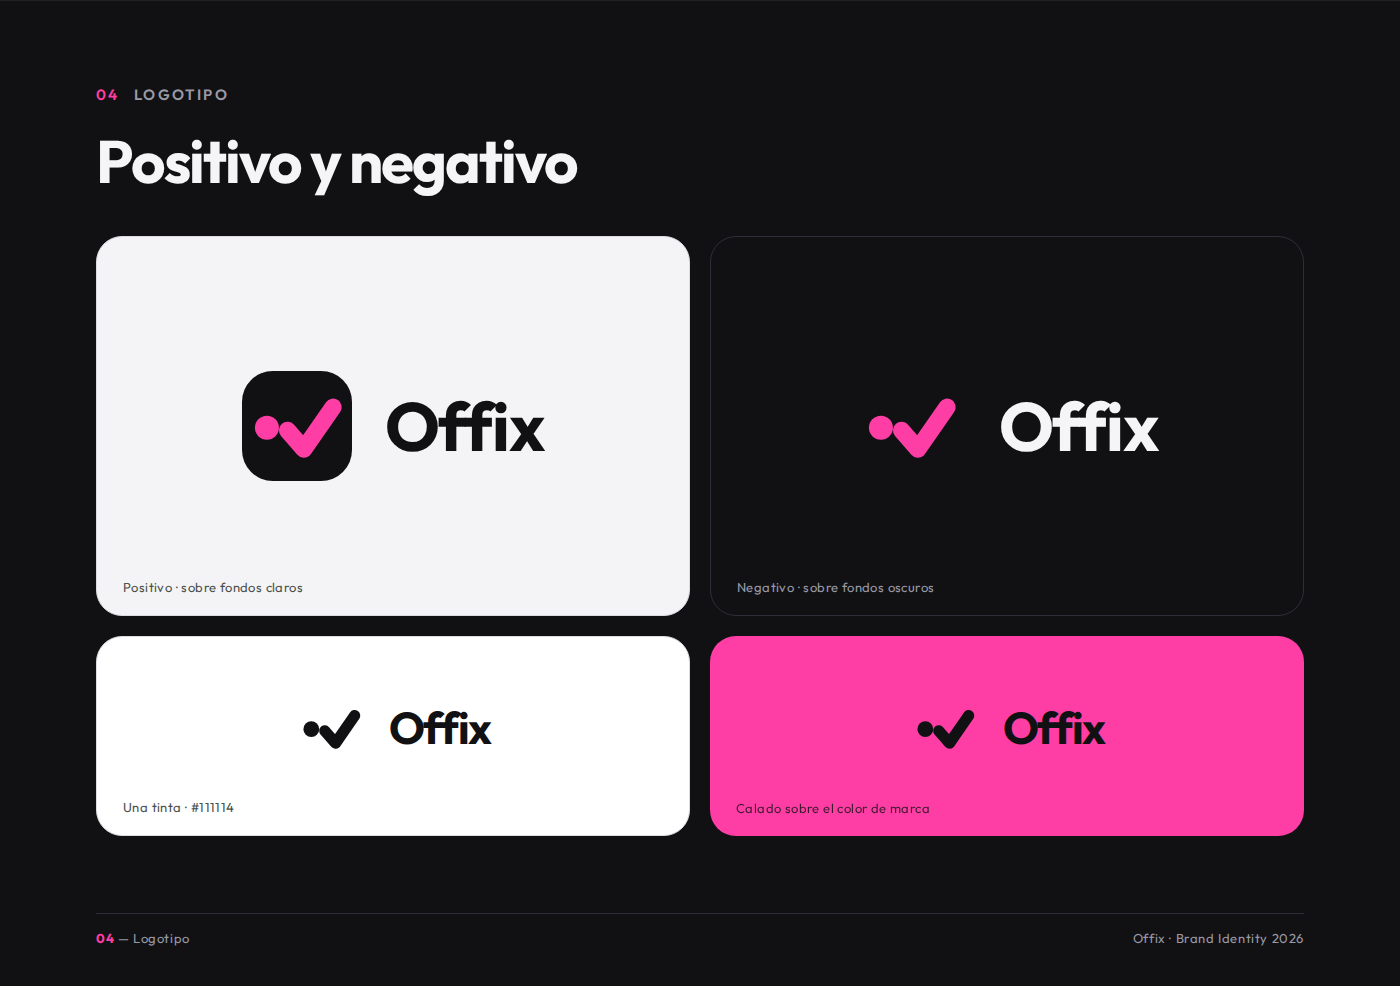 04 LOGOTIPO
Positivo y negativo
Offix
Positivo · sobre fondos claros
Offix
Negativo · sobre fondos oscuros
Offix
Una tinta · #111114
Offix
Calado sobre el color de marca
04 — Logotipo
Offix · Brand Identity 2026